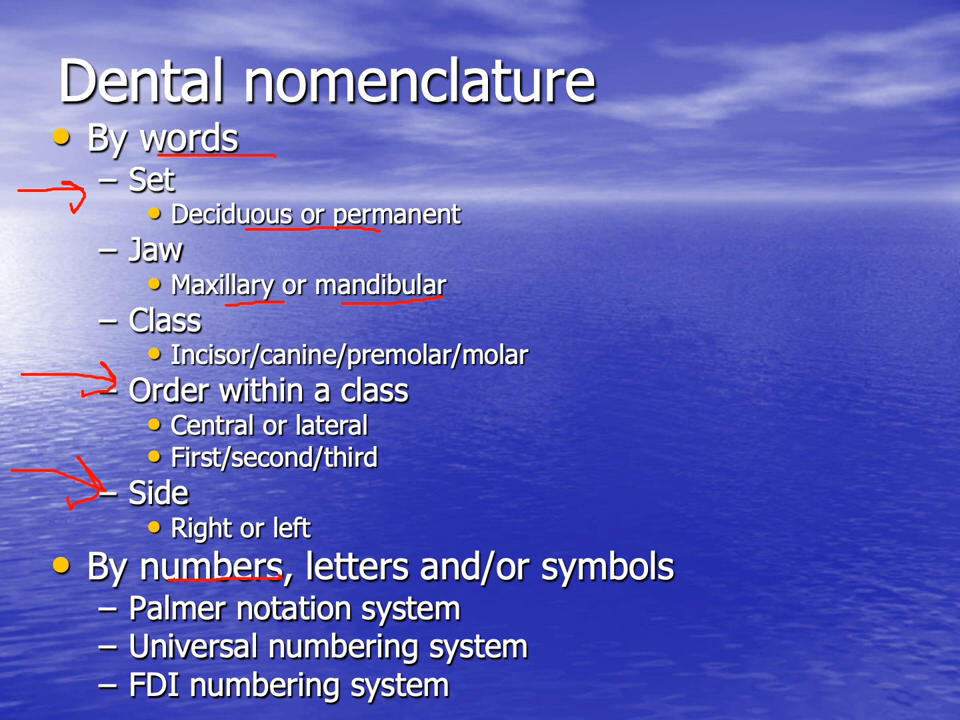 Dental nomenclature
• By words
– Set
• Deciduous or permanent
– Jaw
• Maxillary or mandibular
– Class
• Incisor/canine/premolar/molar
– Order within a class
• Central or lateral
• First/second/third
– Side
• Right or left
• By numbers, letters and/or symbols
– Palmer notation system
– Universal numbering system
– FDI numbering system